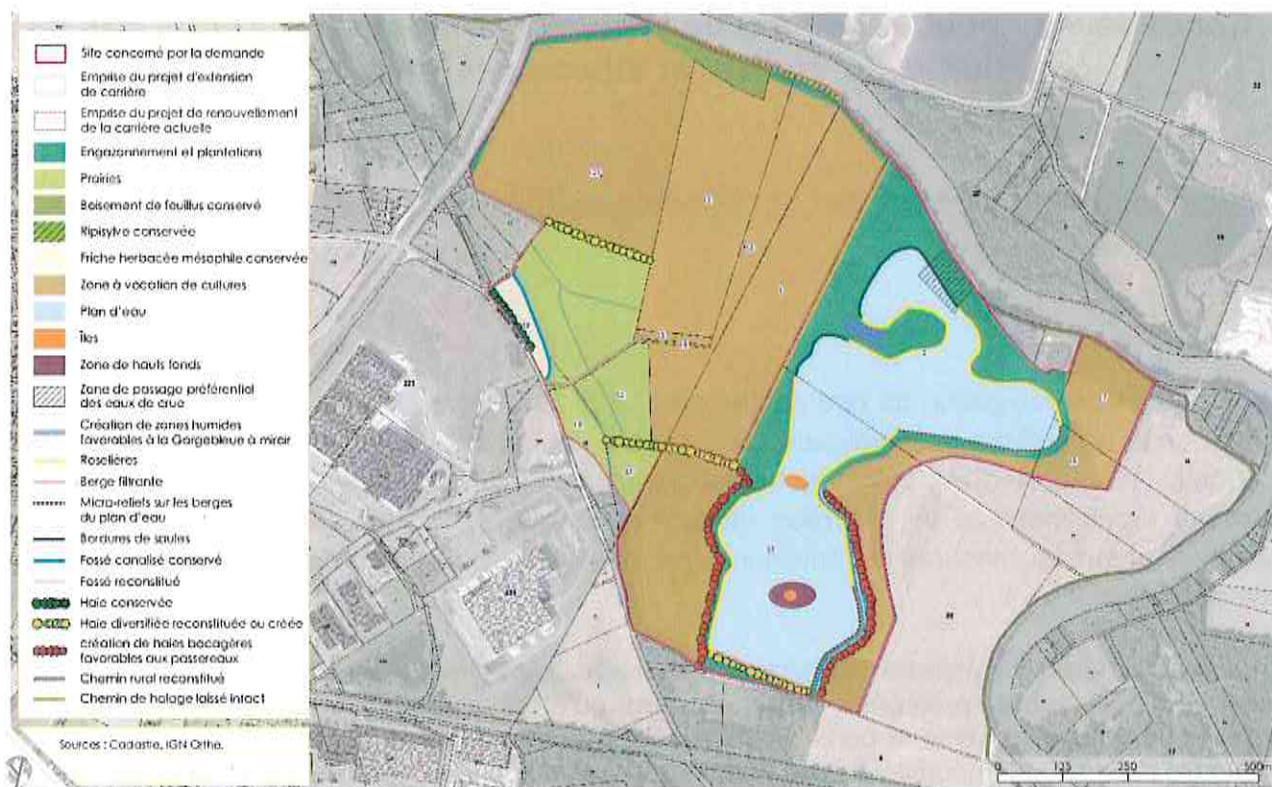 Site concerné par la demande
Emprise du projet d'extension
de carrière
Emprise du projet de renouvellement
de la carrière actuelle
Engazonnement et plantations
Prairies
Boisement de feuillus conservé
Ripisylve conservée
Friche herbacée mésophile conservée
Zone à vocation de cultures
Plan d'eau
Îles
Zone de hauts fonds
Zone de passage préférentiel
des eaux de crue
Création de zones humides
favorables à la Gorgebleue à miroir
Roselières
Berge filtrante
Micro-reliefs sur les berges
du plan d'eau
Bordures de saules
Fossé canalisé conservé
Fossé reconstitué
Haie conservée
Haie diversifiée reconstituée ou créée
création de haies bocagères
favorables aux passereaux
Chemin rural reconstitué
Chemin de halage laissé intact
Sources : Cadastre, IGN Ortho.
0 125 250 500m